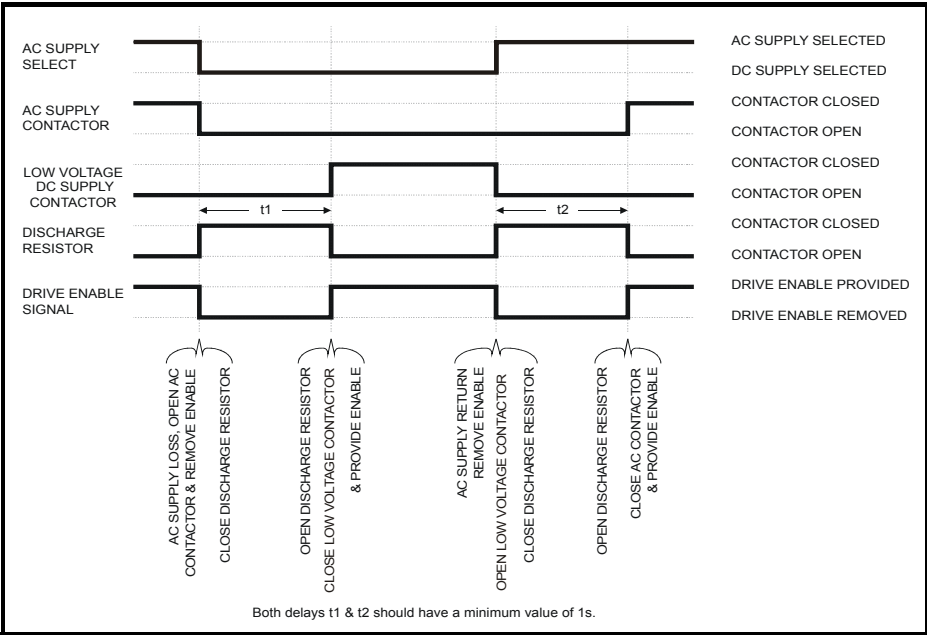 AC SUPPLY
SELECT
AC SUPPLY SELECTED
DC SUPPLY SELECTED
AC SUPPLY
CONTACTOR
CONTACTOR CLOSED
CONTACTOR OPEN
LOW VOLTAGE
DC SUPPLY
CONTACTOR
CONTACTOR CLOSED
CONTACTOR OPEN
t1
t2
DISCHARGE
RESISTOR
CONTACTOR CLOSED
CONTACTOR OPEN
DRIVE ENABLE
SIGNAL
DRIVE ENABLE PROVIDED
DRIVE ENABLE REMOVED
AC SUPPLY LOSS, OPEN AC
CONTACTOR & REMOVE ENABLE
CLOSE DISCHARGE RESISTOR
OPEN DISCHARGE RESISTOR
CLOSE LOW VOLTAGE CONTACTOR
& PROVIDE ENABLE
AC SUPPLY RETURN
REMOVE ENABLE
OPEN LOW VOLTAGE CONTACTOR
CLOSE DISCHARGE RESISTOR
OPEN DISCHARGE RESISTOR
CLOSE AC CONTACTOR
& PROVIDE ENABLE
Both delays t1 & t2 should have a minimum value of 1s.